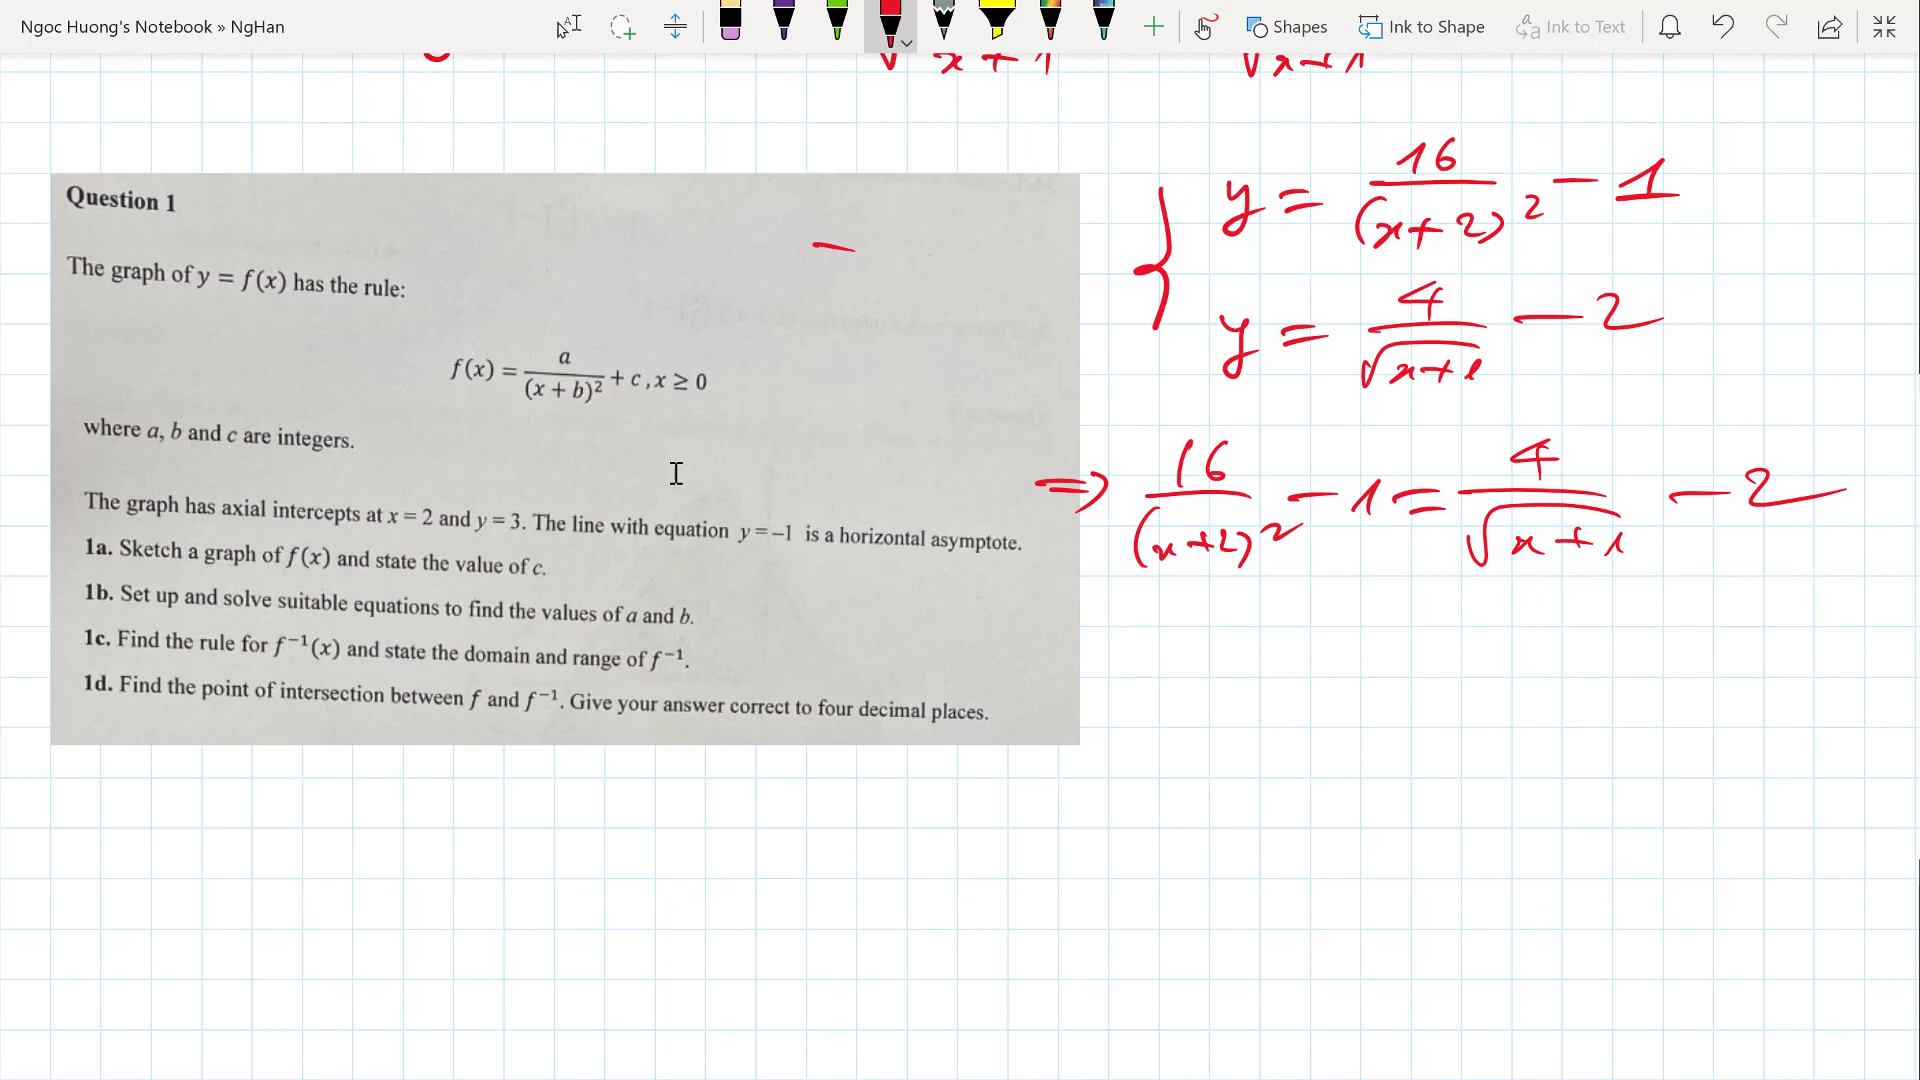 Ngoc Huong's Notebook » NgHan
Shapes
Ink to Shape
Ink to Text
x + 1
√x+1
Question 1
The graph of y = f(x) has the rule:
f(x) = a/(x + b)² + c , x ≥ 0
where a, b and c are integers.
The graph has axial intercepts at x = 2 and y = 3. The line with equation y = −1 is a horizontal asymptote.
1a. Sketch a graph of f(x) and state the value of c.
1b. Set up and solve suitable equations to find the values of a and b.
1c. Find the rule for f⁻¹(x) and state the domain and range of f⁻¹.
1d. Find the point of intersection between f and f⁻¹. Give your answer correct to four decimal places.
y = 16/(x+2)² − 1
y = 4/√(x+1) − 2
⇒ 16/(x+2)² − 1 = 4/√(x+1) − 2